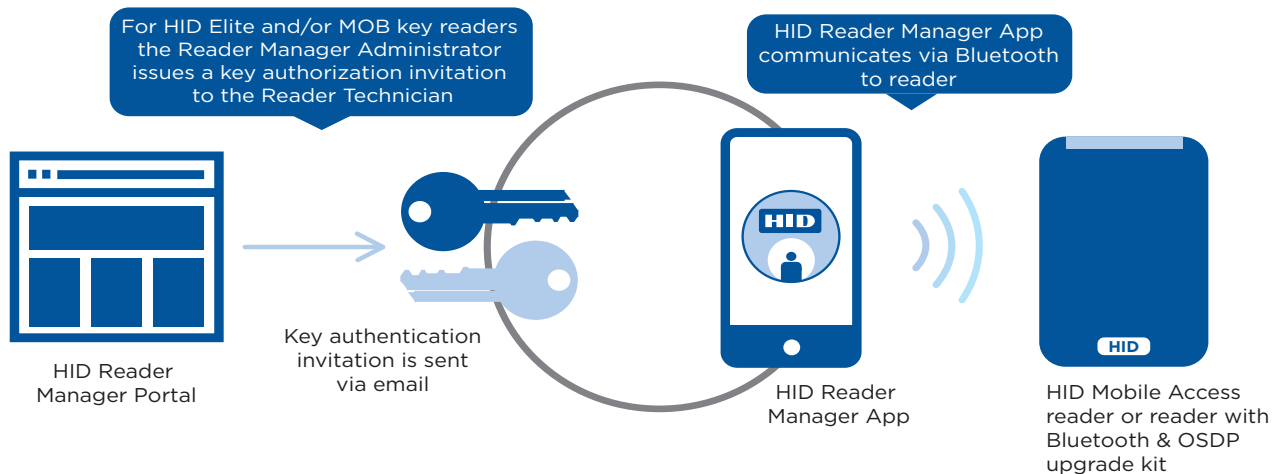 For HID Elite and/or MOB key readers
the Reader Manager Administrator
issues a key authorization invitation
to the Reader Technician
HID Reader Manager App
communicates via Bluetooth
to reader
HID
HID
Key authentication
invitation is sent
via email
HID Reader
Manager Portal
HID Reader
Manager App
HID Mobile Access
reader or reader with
Bluetooth & OSDP
upgrade kit